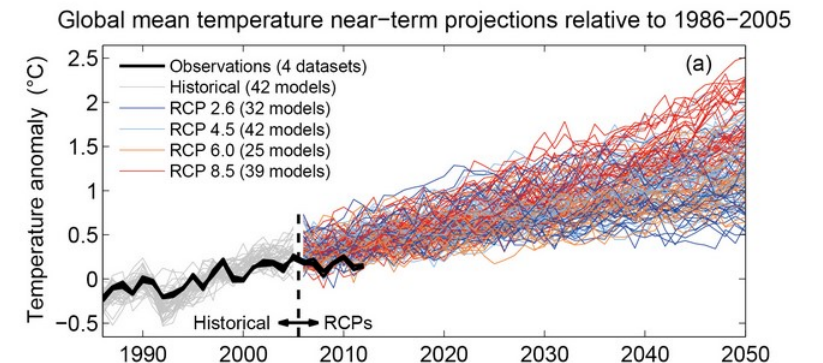 Global mean temperature near−term projections relative to 1986−2005
Temperature anomaly (°C)
2.5
2
1.5
1
0.5
0
−0.5
(a)
Observations (4 datasets)
Historical (42 models)
RCP 2.6 (32 models)
RCP 4.5 (42 models)
RCP 6.0 (25 models)
RCP 8.5 (39 models)
Historical RCPs
1990 2000 2010 2020 2030 2040 2050